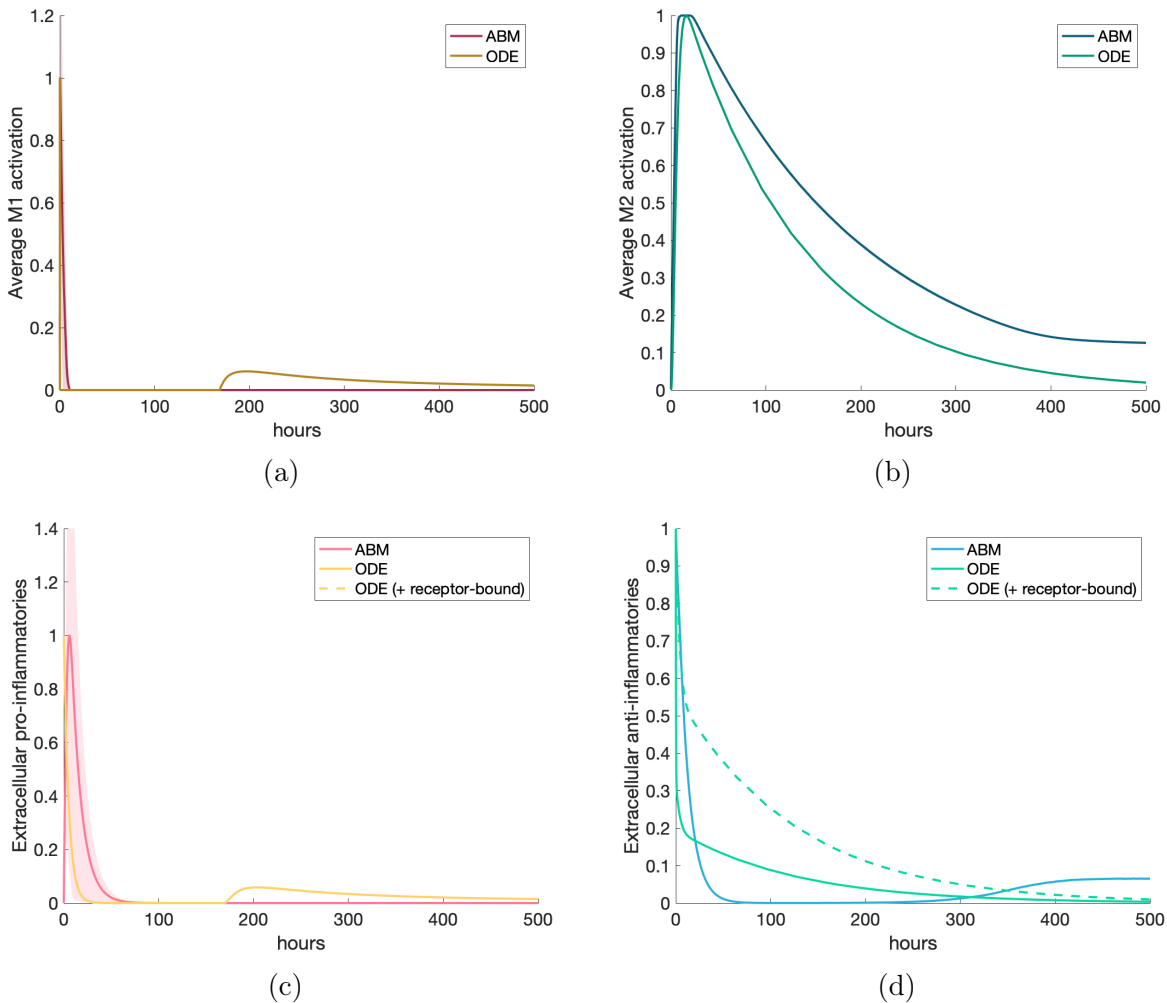 Average M1 activation
1.2
1
0.8
0.6
0.4
0.2
0
0 100 200 300 400 500
hours
ABM
ODE
(a)
Average M2 activation
1
0.9
0.8
0.7
0.6
0.5
0.4
0.3
0.2
0.1
0
0 100 200 300 400 500
hours
ABM
ODE
(b)
Extracellular pro-inflammatories
1.4
1.2
1
0.8
0.6
0.4
0.2
0
0 100 200 300 400 500
hours
ABM
ODE
ODE (+ receptor-bound)
(c)
Extracellular anti-inflammatories
1
0.9
0.8
0.7
0.6
0.5
0.4
0.3
0.2
0.1
0
0 100 200 300 400 500
hours
ABM
ODE
ODE (+ receptor-bound)
(d)